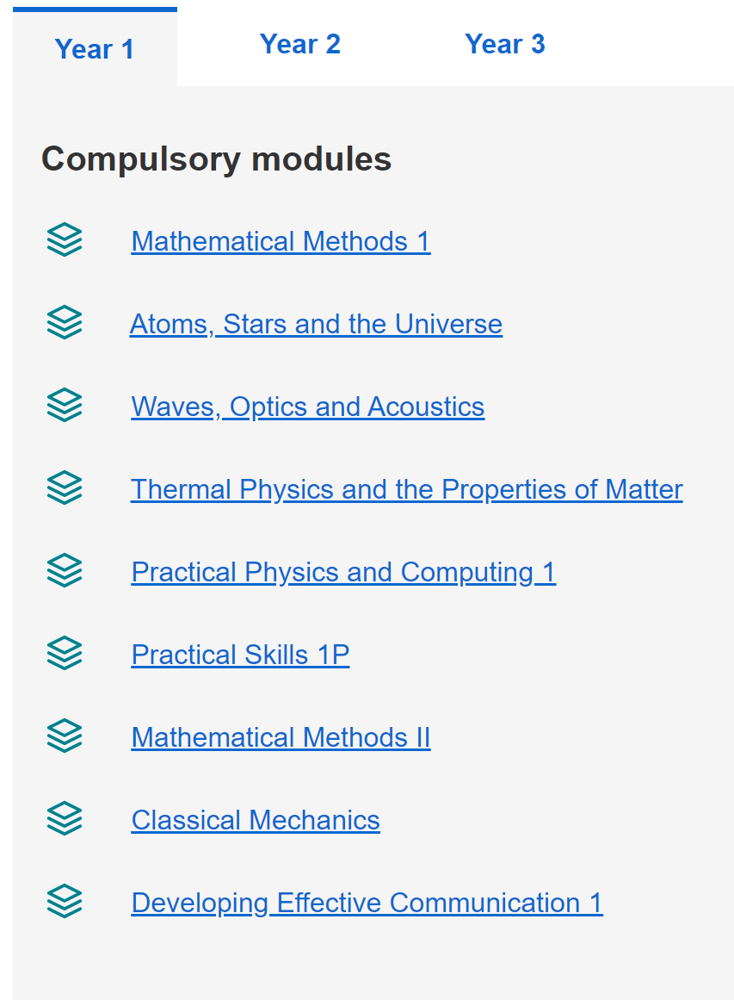 Year 1 Year 2 Year 3
Compulsory modules
Mathematical Methods 1
Atoms, Stars and the Universe
Waves, Optics and Acoustics
Thermal Physics and the Properties of Matter
Practical Physics and Computing 1
Practical Skills 1P
Mathematical Methods II
Classical Mechanics
Developing Effective Communication 1